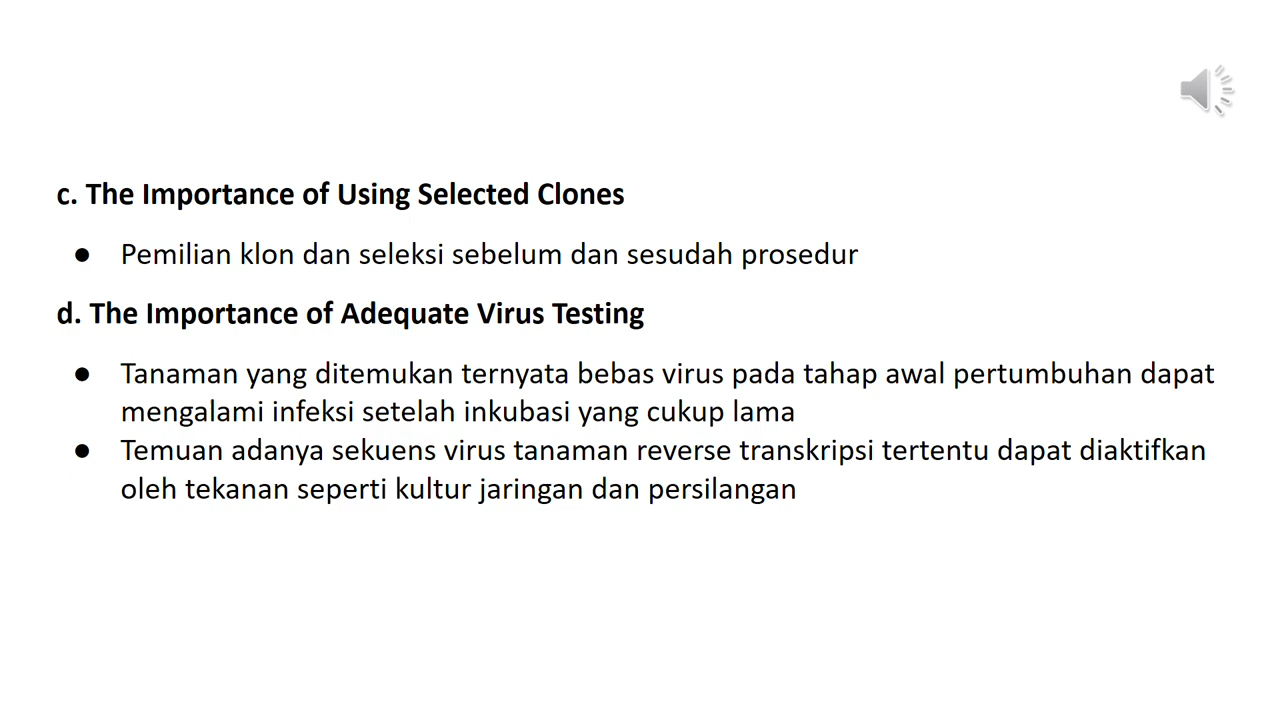 c. The Importance of Using Selected Clones
● Pemilian klon dan seleksi sebelum dan sesudah prosedur
d. The Importance of Adequate Virus Testing
● Tanaman yang ditemukan ternyata bebas virus pada tahap awal pertumbuhan dapat
mengalami infeksi setelah inkubasi yang cukup lama
● Temuan adanya sekuens virus tanaman reverse transkripsi tertentu dapat diaktifkan
oleh tekanan seperti kultur jaringan dan persilangan